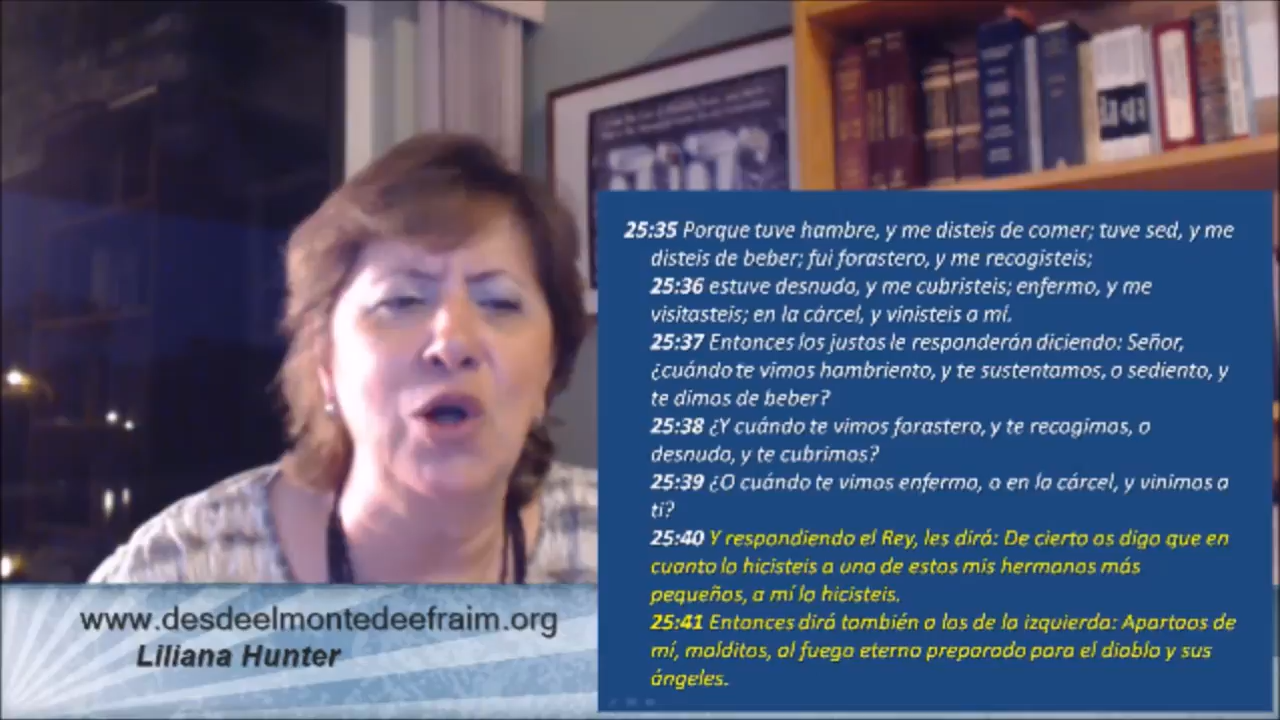 25:35 Porque tuve hambre, y me disteis de comer; tuve sed, y me
disteis de beber; fui forastero, y me recogisteis;
25:36 estuve desnudo, y me cubristeis; enfermo, y me
visitasteis; en la cárcel, y vinisteis a mí.
25:37 Entonces los justos le responderán diciendo: Señor,
¿cuándo te vimos hambriento, y te sustentamos, o sediento, y
te dimos de beber?
25:38 ¿Y cuándo te vimos forastero, y te recogimos, o
desnudo, y te cubrimos?
25:39 ¿O cuándo te vimos enfermo, o en la cárcel, y vinimos a
ti?
25:40 Y respondiendo el Rey, les dirá: De cierto os digo que en
cuanto lo hicisteis a uno de estos mis hermanos más
pequeños, a mí lo hicisteis.
25:41 Entonces dirá también a los de la izquierda: Apartaos de
mí, malditos, al fuego eterno preparado para el diablo y sus
ángeles.
www.desdeelmontedeefraim.org
Liliana Hunter